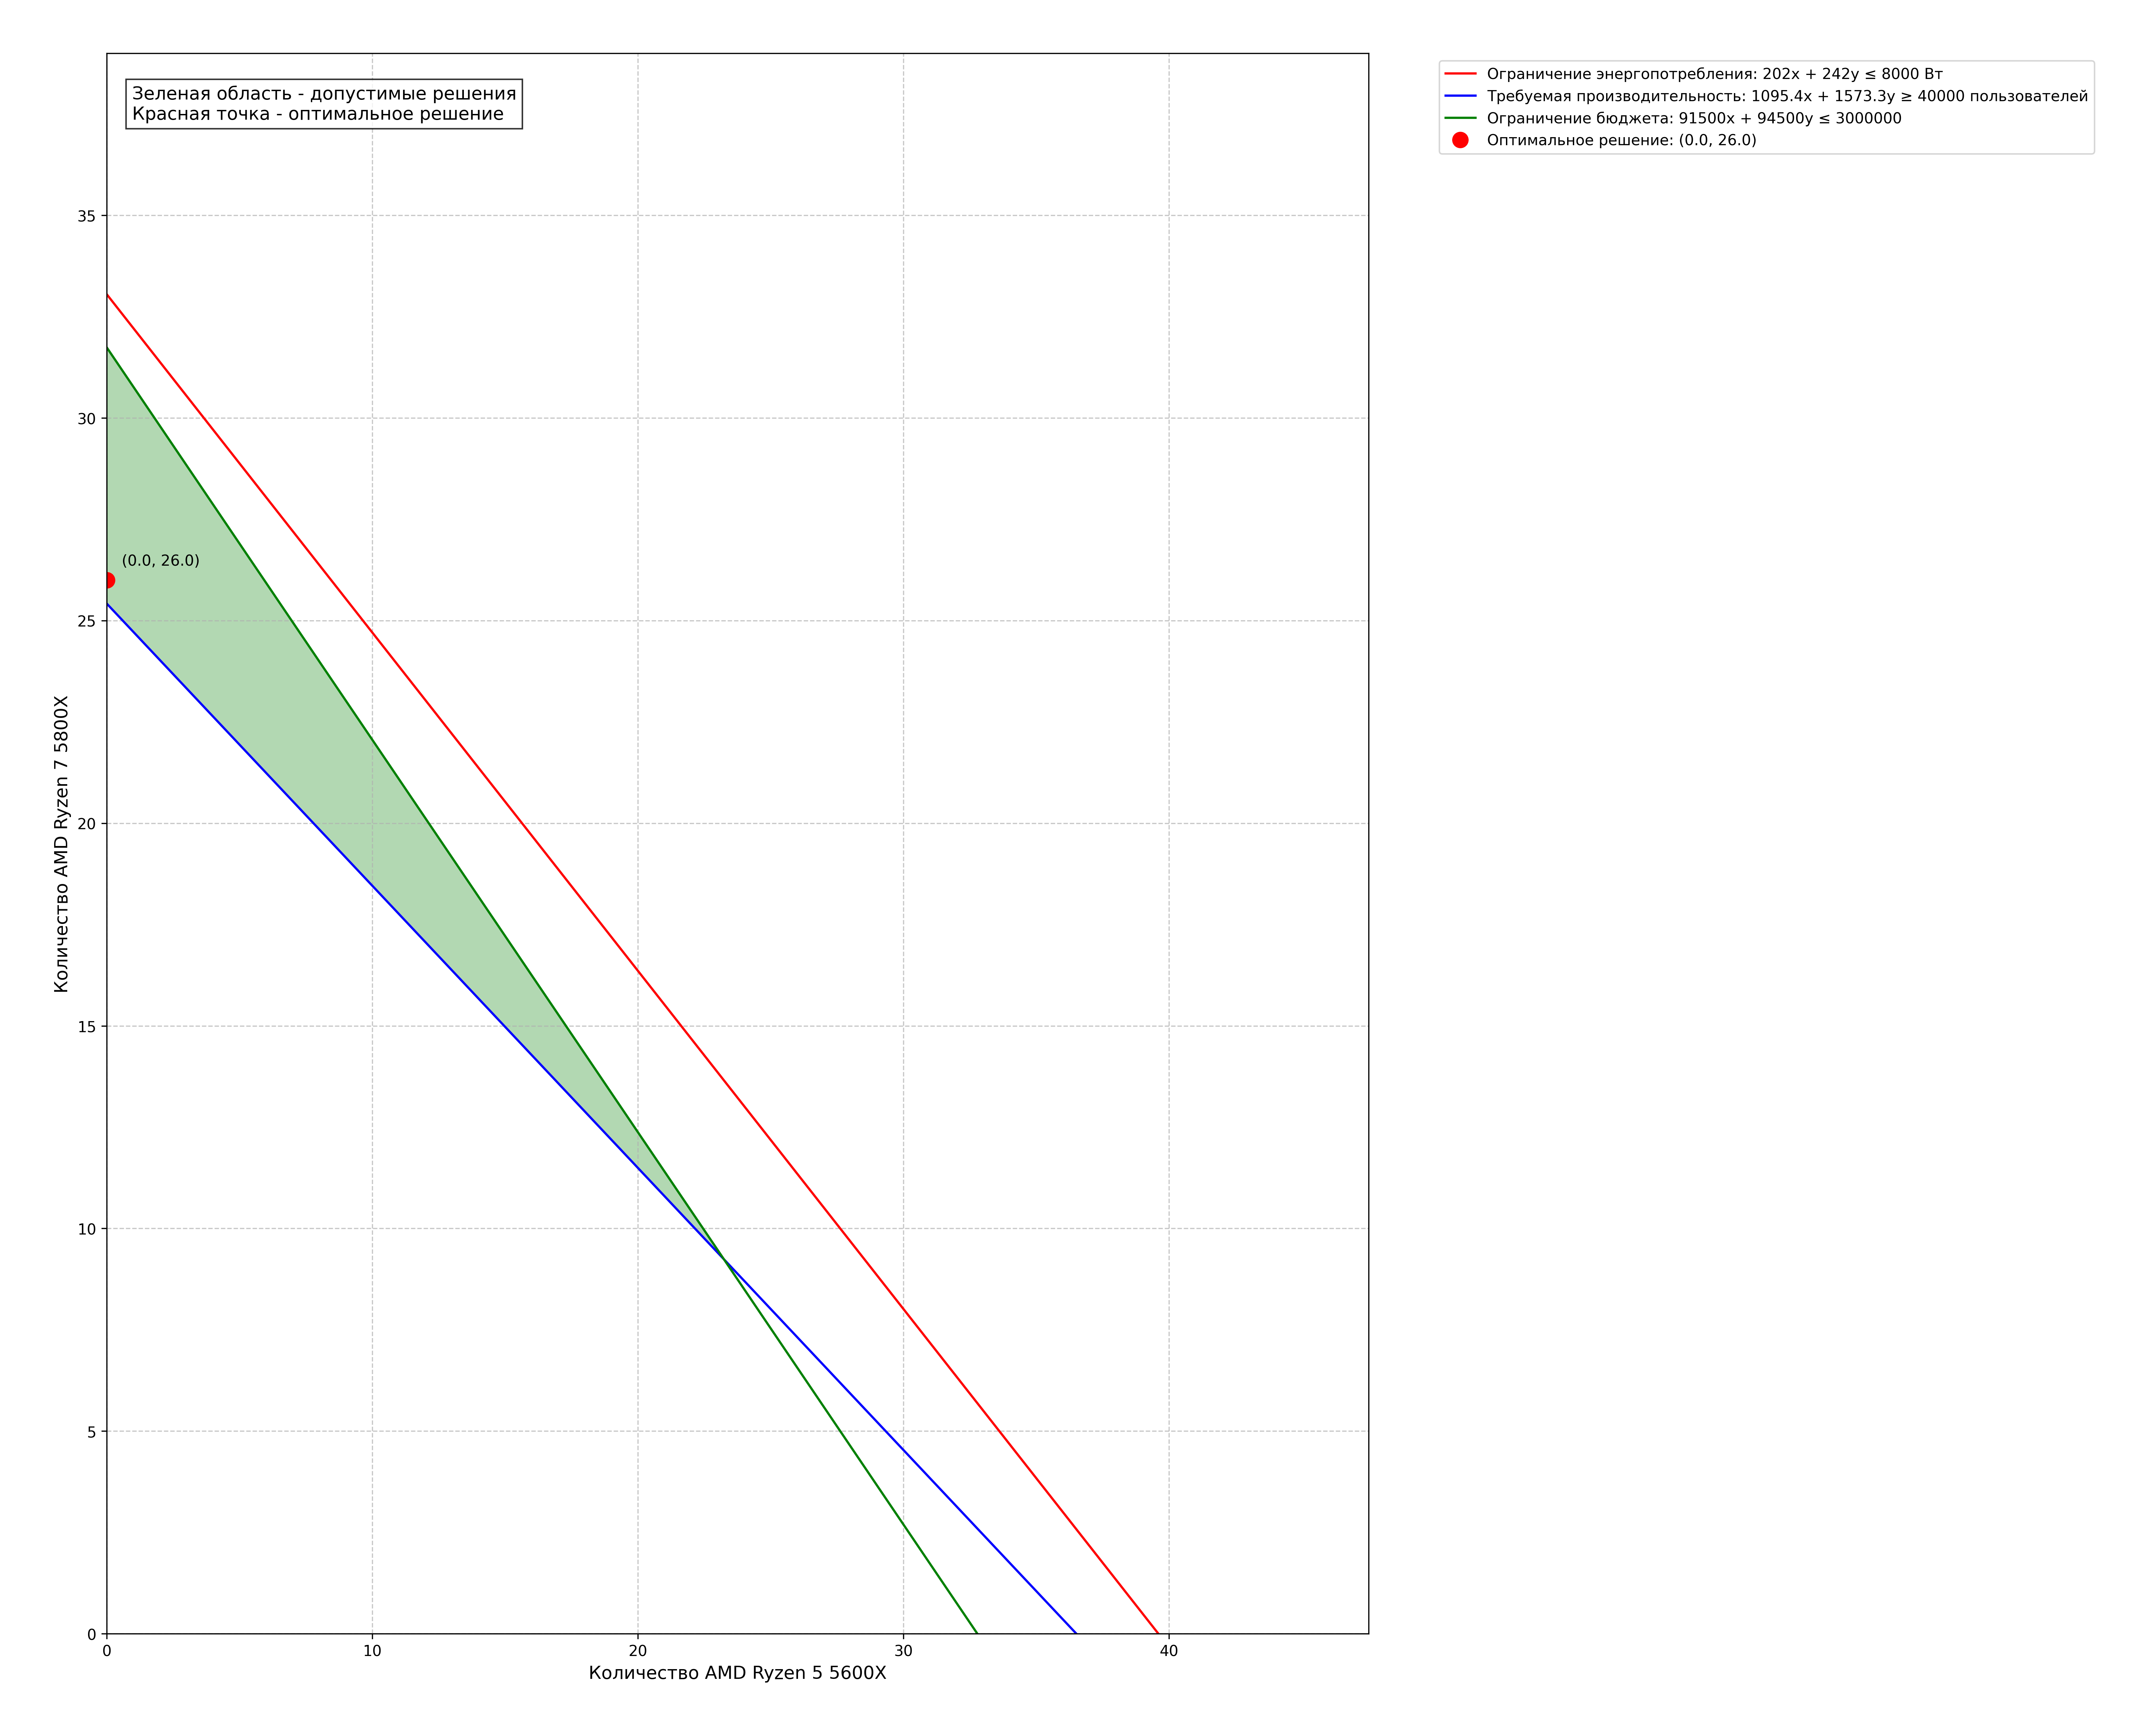 Зеленая область - допустимые решения
Красная точка - оптимальное решение
Ограничение энергопотребления: 202x + 242y ≤ 8000 Вт
Требуемая производительность: 1095.4x + 1573.3y ≥ 40000 пользователей
Ограничение бюджета: 91500x + 94500y ≤ 3000000
Оптимальное решение: (0.0, 26.0)
Количество AMD Ryzen 7 5800X
35
30
25
20
15
10
5
0
(0.0, 26.0)
0 10 20 30 40
Количество AMD Ryzen 5 5600X